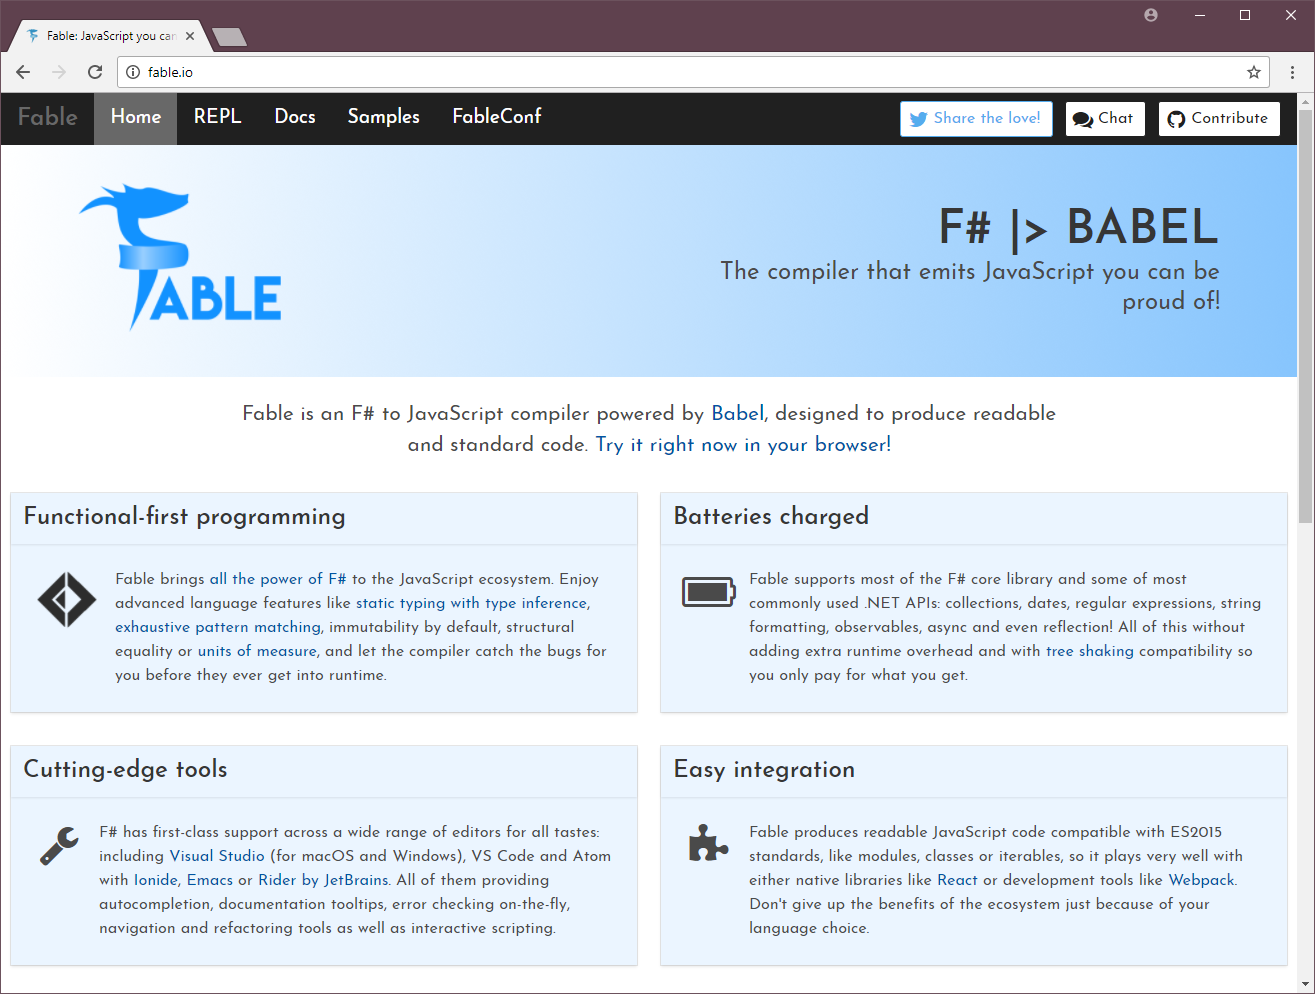 Fable: JavaScript you can
fable.io
Fable Home REPL Docs Samples FableConf Share the love! Chat Contribute
FABLE
F# |> BABEL
The compiler that emits JavaScript you can be
proud of!
Fable is an F# to JavaScript compiler powered by Babel, designed to produce readable
and standard code. Try it right now in your browser!
Functional-first programming
Fable brings all the power of F# to the JavaScript ecosystem. Enjoy
advanced language features like static typing with type inference,
exhaustive pattern matching, immutability by default, structural
equality or units of measure, and let the compiler catch the bugs for
you before they ever get into runtime.
Batteries charged
Fable supports most of the F# core library and some of most
commonly used .NET APIs: collections, dates, regular expressions, string
formatting, observables, async and even reflection! All of this without
adding extra runtime overhead and with tree shaking compatibility so
you only pay for what you get.
Cutting-edge tools
F# has first-class support across a wide range of editors for all tastes:
including Visual Studio (for macOS and Windows), VS Code and Atom
with Ionide, Emacs or Rider by JetBrains. All of them providing
autocompletion, documentation tooltips, error checking on-the-fly,
navigation and refactoring tools as well as interactive scripting.
Easy integration
Fable produces readable JavaScript code compatible with ES2015
standards, like modules, classes or iterables, so it plays very well with
either native libraries like React or development tools like Webpack.
Don't give up the benefits of the ecosystem just because of your
language choice.